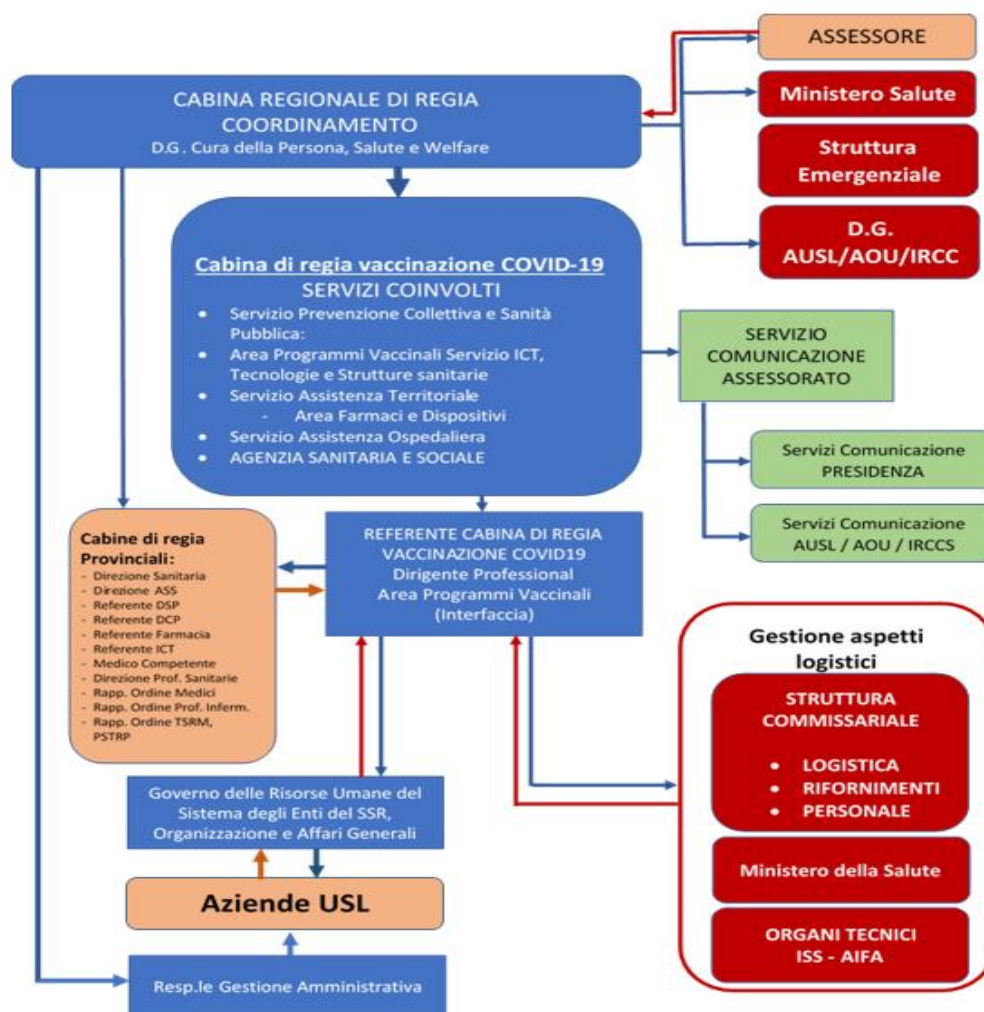 ASSESSORE
CABINA REGIONALE DI REGIA
COORDINAMENTO
D.G. Cura della Persona, Salute e Welfare
Ministero Salute
Struttura
Emergenziale
D.G.
AUSL/AOU/IRCC
Cabina di regia vaccinazione COVID-19
SERVIZI COINVOLTI
• Servizio Prevenzione Collettiva e Sanità
Pubblica:
• Area Programmi Vaccinali Servizio ICT,
Tecnologie e Strutture sanitarie
• Servizio Assistenza Territoriale
- Area Farmaci e Dispositivi
• Servizio Assistenza Ospedaliera
• AGENZIA SANITARIA E SOCIALE
SERVIZIO
COMUNICAZIONE
ASSESSORATO
Servizi Comunicazione
PRESIDENZA
Servizi Comunicazione
AUSL / AOU / IRCCS
Cabine di regia
Provinciali:
- Direzione Sanitaria
- Direzione ASS
- Referente DSP
- Referente DCP
- Referente Farmacia
- Referente ICT
- Medico Competente
- Direzione Prof. Sanitarie
- Rapp. Ordine Medici
- Rapp. Ordine Prof. Inferm.
- Rapp. Ordine TSRM,
PSTRP
REFERENTE CABINA DI REGIA
VACCINAZIONE COVID19
Dirigente Professional
Area Programmi Vaccinali
(Interfaccia)
Gestione aspetti
logistici
STRUTTURA
COMMISSARIALE
• LOGISTICA
• RIFORNIMENTI
• PERSONALE
Ministero della Salute
ORGANI TECNICI
ISS - AIFA
Governo delle Risorse Umane del
Sistema degli Enti del SSR,
Organizzazione e Affari Generali
Aziende USL
Resp.le Gestione Amministrativa